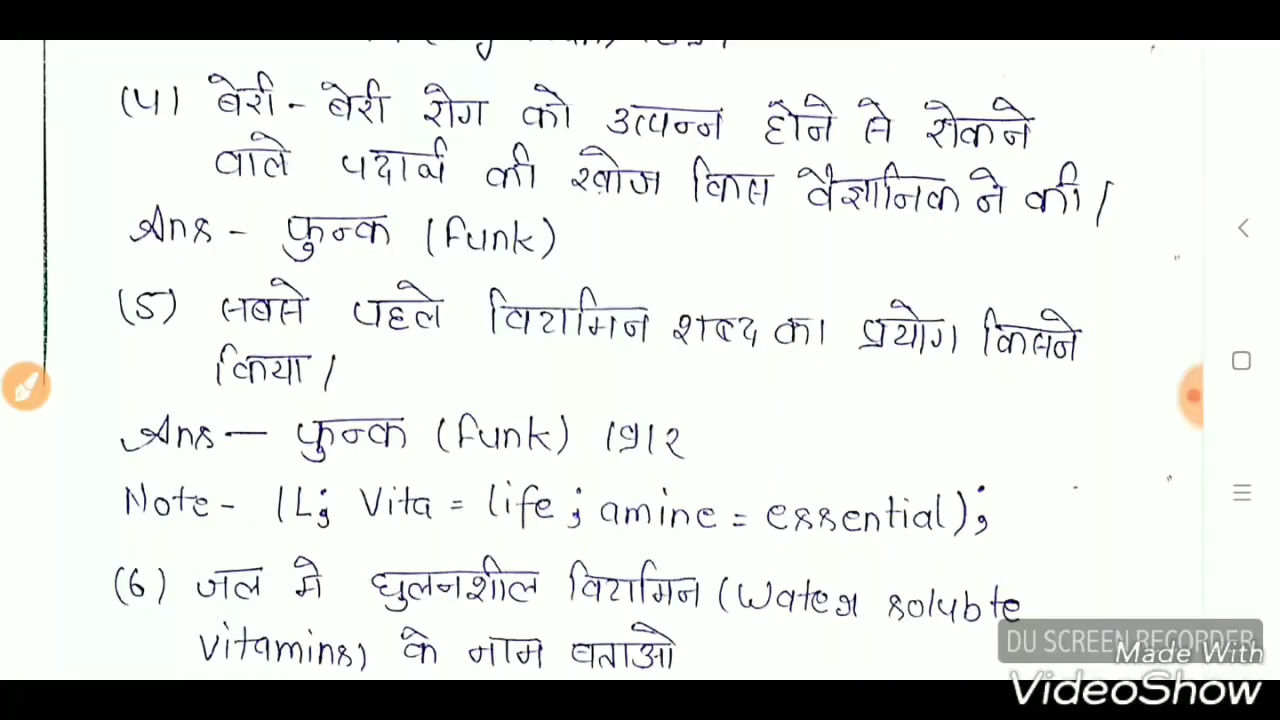 (4) बेरी - बेरी रोग को उत्पन्न होने से रोकने
वाले पदार्थ की खोज किस वैज्ञानिक ने की।
Ans - फुन्क (Funk)
(5) सबसे पहले विटामिन शब्द का प्रयोग किसने
किया।
Ans — फुन्क (Funk) 1912
Note - (L; Vita = life; amine = essential);
(6) जल मे घुलनशील विटामिन (Water solubte
vitamins) के नाम बताओ
DU SCREEN RECORDER
Made With
VideoShow